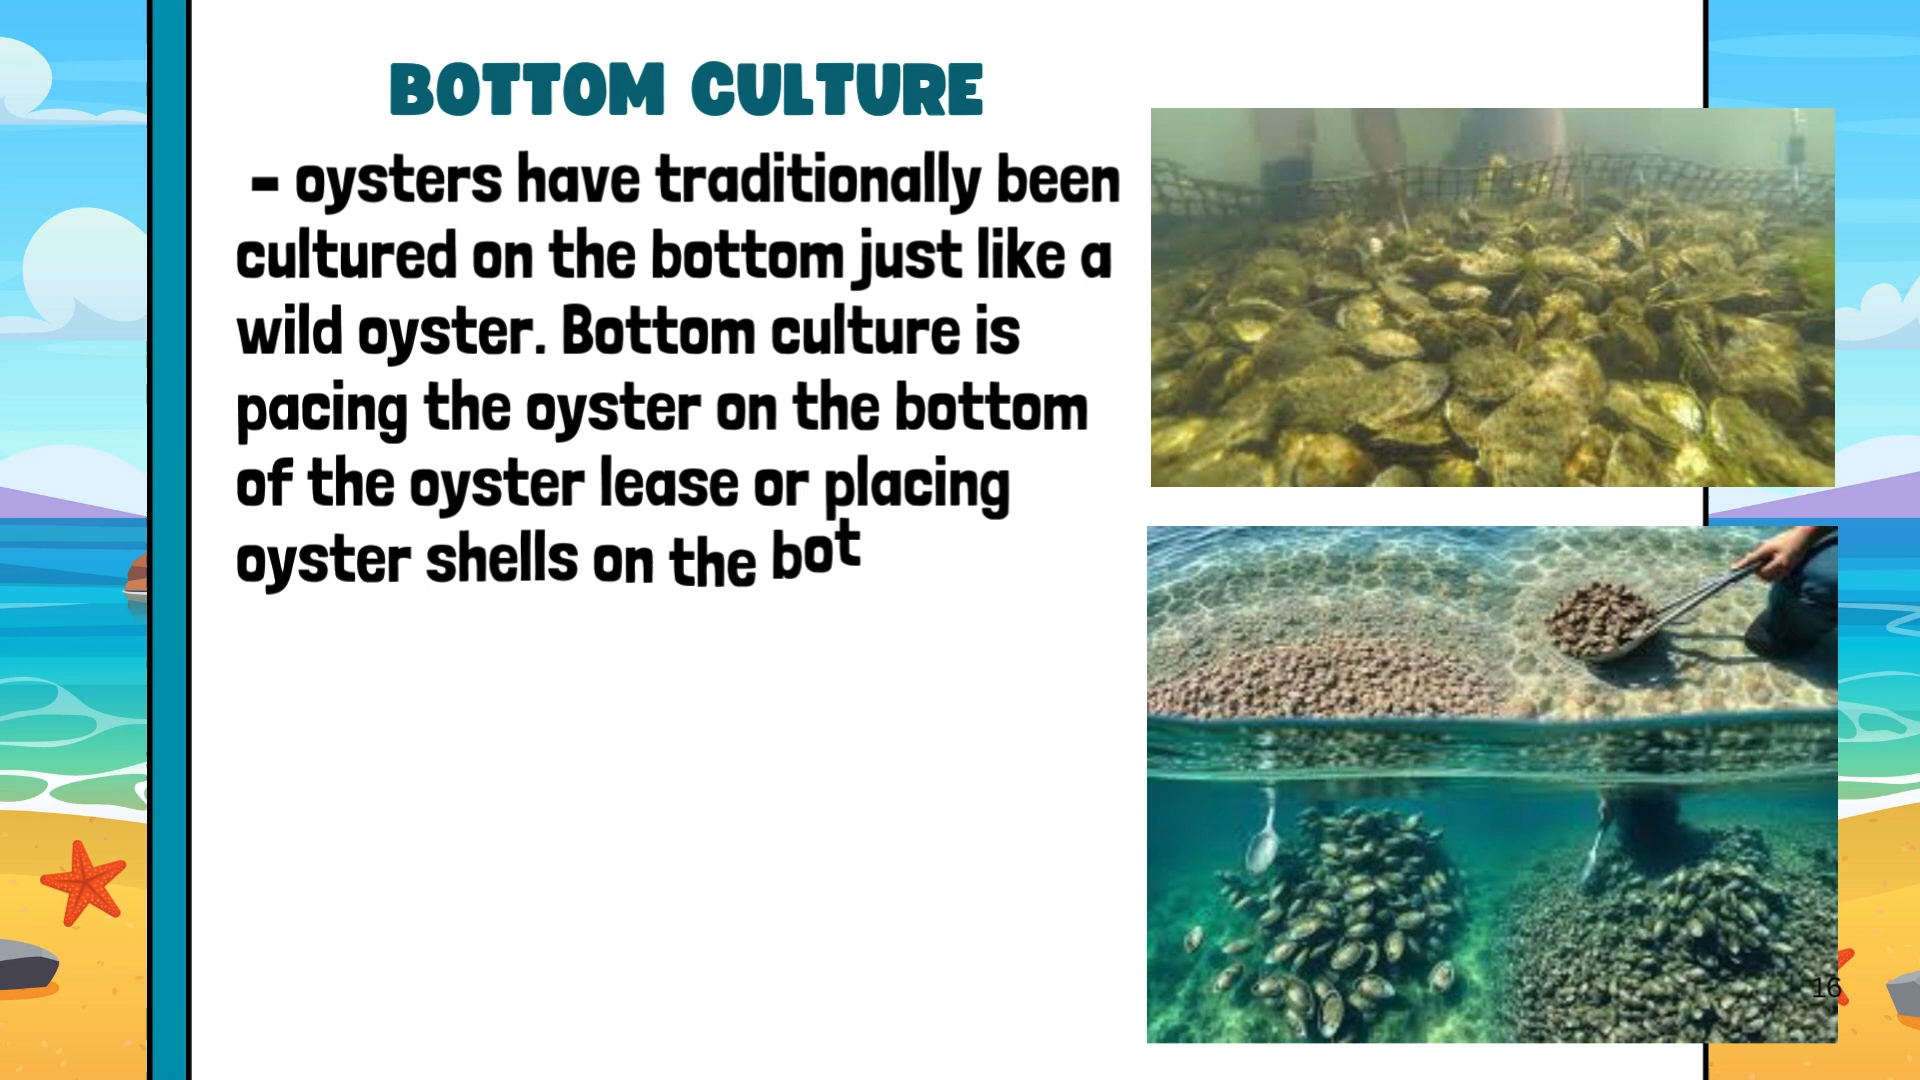 BOTTOM CULTURE
- oysters have traditionally been
cultured on the bottom just like a
wild oyster. Bottom culture is
pacing the oyster on the bottom
of the oyster lease or placing
oyster shells on the bot
16